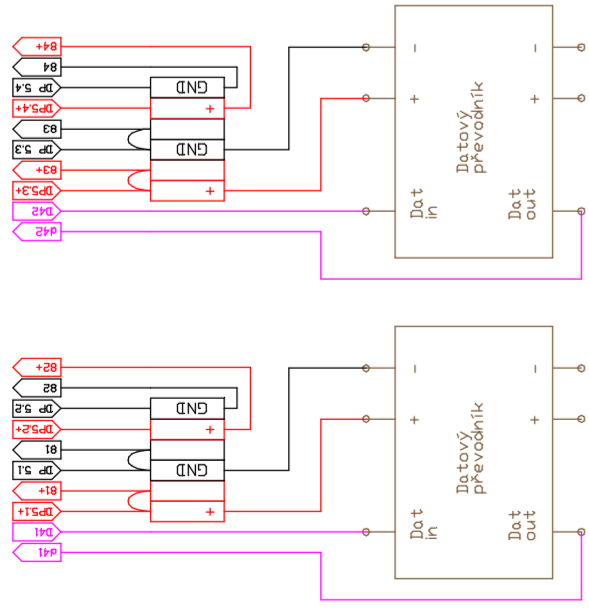 84+
84
DP 5.4
DP5.4+
83
DP 5.3
83+
DP5.3+
D42
d42
GND
+
GND
+
-
+
Dat
in
Datový
převodník
-
+
Dat
out
82+
82
DP 5.2
DP5.2+
81
DP 5.1
81+
DP5.1+
D41
d41
GND
+
GND
+
-
+
Dat
in
Datový
převodník
-
+
Dat
out